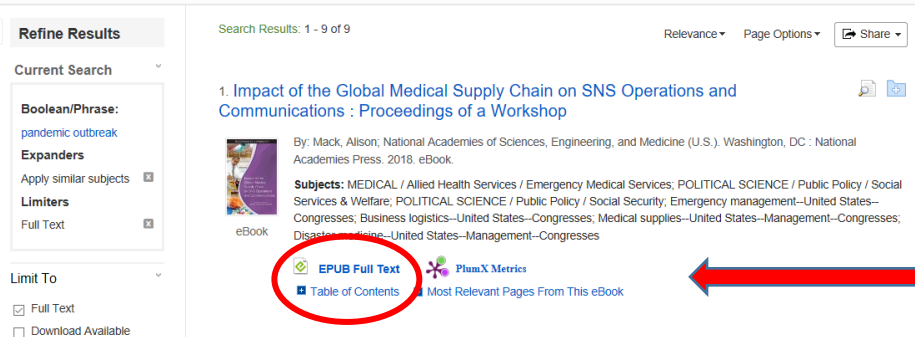 Refine Results
Current Search
Boolean/Phrase:
pandemic outbreak
Expanders
Apply similar subjects
Limiters
Full Text
Limit To
Full Text
Download Available
Search Results: 1 - 9 of 9
Relevance
Page Options
Share
1. Impact of the Global Medical Supply Chain on SNS Operations and
Communications : Proceedings of a Workshop
eBook
By: Mack, Alison; National Academies of Sciences, Engineering, and Medicine (U.S.). Washington, DC : National
Academies Press. 2018. eBook.
Subjects: MEDICAL / Allied Health Services / Emergency Medical Services; POLITICAL SCIENCE / Public Policy / Social
Services & Welfare; POLITICAL SCIENCE / Public Policy / Social Security; Emergency management--United States--
Congresses; Business logistics--United States--Congresses; Medical supplies--United States--Management--Congresses;
Disaster medicine--United States--Management--Congresses
EPUB Full Text
PlumX Metrics
Table of Contents
Most Relevant Pages From This eBook